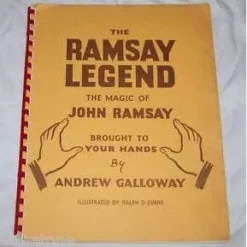 THE
RAMSAY
LEGEND
THE MAGIC OF
JOHN RAMSAY
BROUGHT TO
YOUR HANDS
By
ANDREW GALLOWAY
ILLUSTRATED BY RALPH D. EVANS